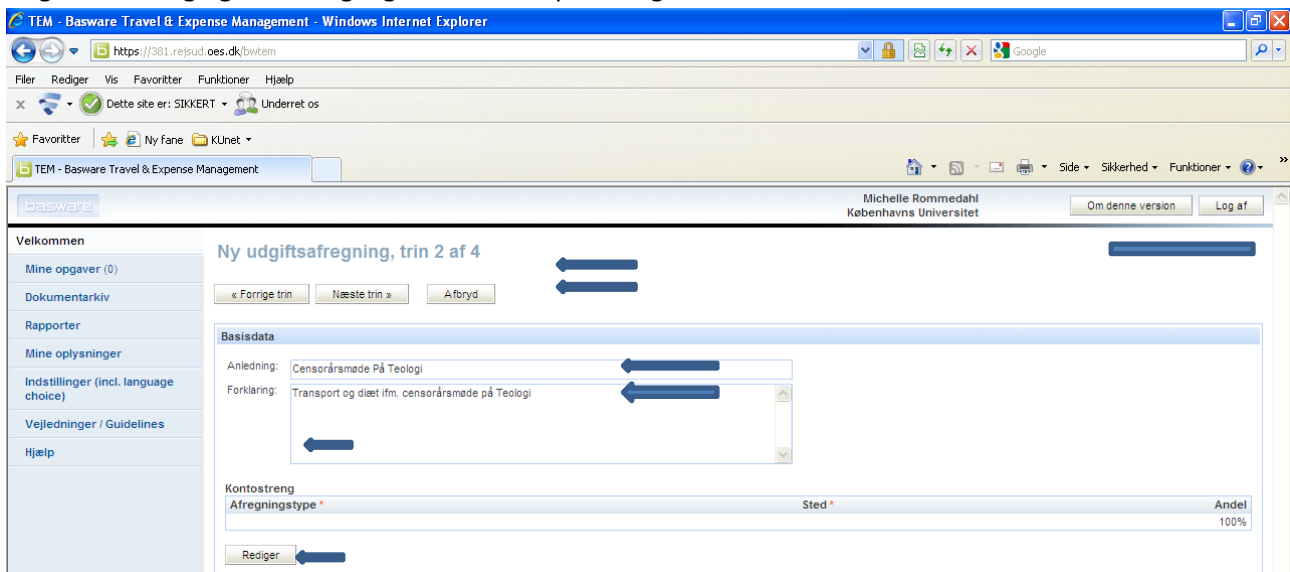 TEM - Basware Travel & Expense Management - Windows Internet Explorer
https://381.rejsud.oes.dk/bwtem
Google
Filer Rediger Vis Favoritter Funktioner Hjælp
x Dette site er: SIKKERT Underret os
Favoritter Ny fane KUnet
TEM - Basware Travel & Expense Management
Side Sikkerhed Funktioner »
basware
Michelle Rommedahl
Københavns Universitet
Om denne version Log af
Velkommen
Mine opgaver (0)
Dokumentarkiv
Rapporter
Mine oplysninger
Indstillinger (incl. language
choice)
Vejledninger / Guidelines
Hjælp
Ny udgiftsafregning, trin 2 af 4
« Forrige trin Næste trin » Afbryd
Basisdata
Anledning: Censorårsmøde På Teologi
Forklaring: Transport og diæt ifm. censorårsmøde på Teologi
Kontostreng
Afregningstype * Sted * Andel
100%
Rediger